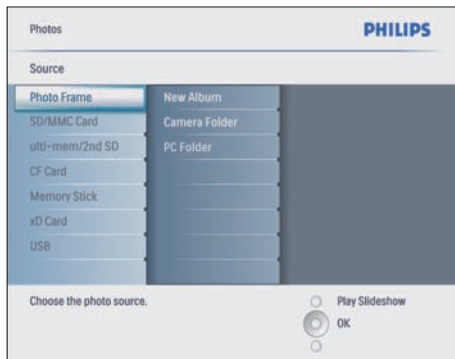 Photos
PHILIPS
Source
Photo Frame
New Album
SD/MMC Card
Camera Folder
ulti-mem/2nd SD
PC Folder
CF Card
Memory Stick
xD Card
USB
Choose the photo source.
Play Slideshow
OK